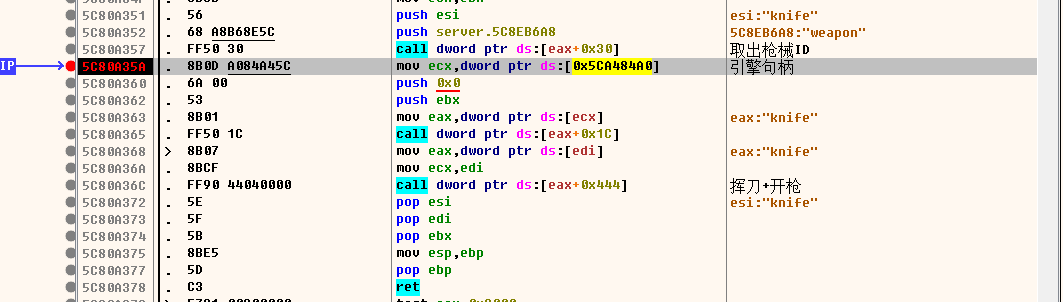 5C80A351 . 56 push esi esi:"knife"
5C80A352 . 68 A8B68E5C push server.5C8EB6A8 5C8EB6A8:"weapon"
5C80A357 . FF50 30 call dword ptr ds:[eax+0x30] 取出枪械ID
IP 5C80A35A . 8B0D A084A45C mov ecx,dword ptr ds:[0x5CA484A0] 引擎句柄
5C80A360 . 6A 00 push 0x0
5C80A362 . 53 push ebx
5C80A363 . 8B01 mov eax,dword ptr ds:[ecx] eax:"knife"
5C80A365 . FF50 1C call dword ptr ds:[eax+0x1C]
5C80A368 > 8B07 mov eax,dword ptr ds:[edi] eax:"knife"
5C80A36A . 8BCF mov ecx,edi
5C80A36C . FF90 44040000 call dword ptr ds:[eax+0x444] 挥刀+开枪
5C80A372 . 5E pop esi esi:"knife"
5C80A373 . 5F pop edi
5C80A374 . 5B pop ebx
5C80A375 . 8BE5 mov esp,ebp
5C80A377 . 5D pop ebp
5C80A378 . C3 ret